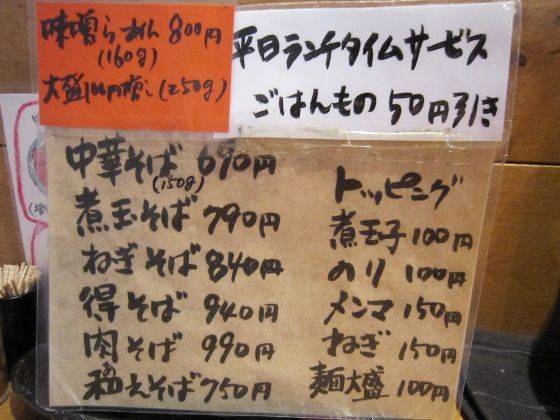 味噌らーめん 800円
(160g)
大盛100円増し(250g)
平日ランチタイムサービス
ごはんもの 50円引き
中華そば 690円
(150g)
煮玉そば 790円
ねぎそば 840円
得そば 940円
肉そば 990円
和えそば 750円
トッピング
煮玉子 100円
のり 100円
メンマ 150円
ねぎ 150円
麺大盛 100円